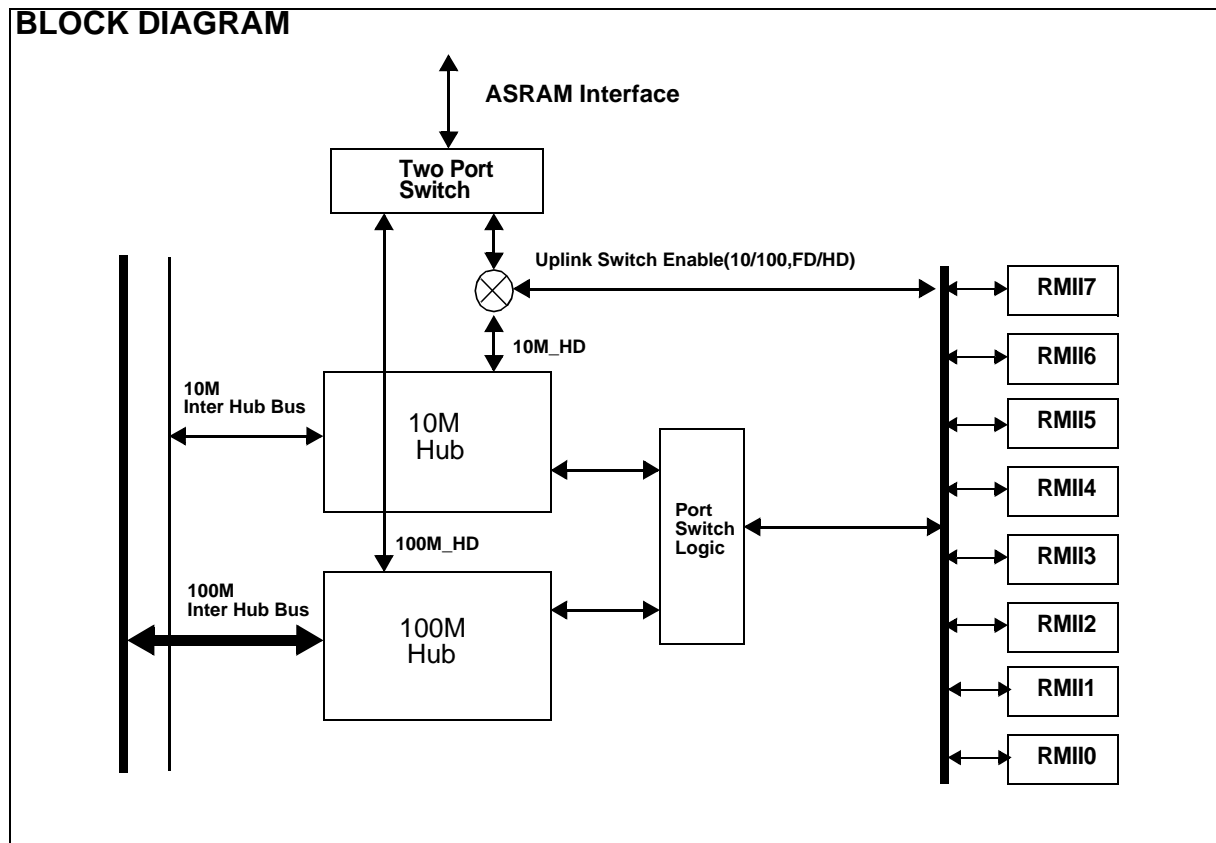 BLOCK DIAGRAM
ASRAM Interface
Two Port
Switch
Uplink Switch Enable(10/100,FD/HD)
10M_HD
10M
Inter Hub Bus
10M
Hub
Port
Switch
Logic
100M_HD
100M
Inter Hub Bus
100M
Hub
RMII7
RMII6
RMII5
RMII4
RMII3
RMII2
RMII1
RMII0